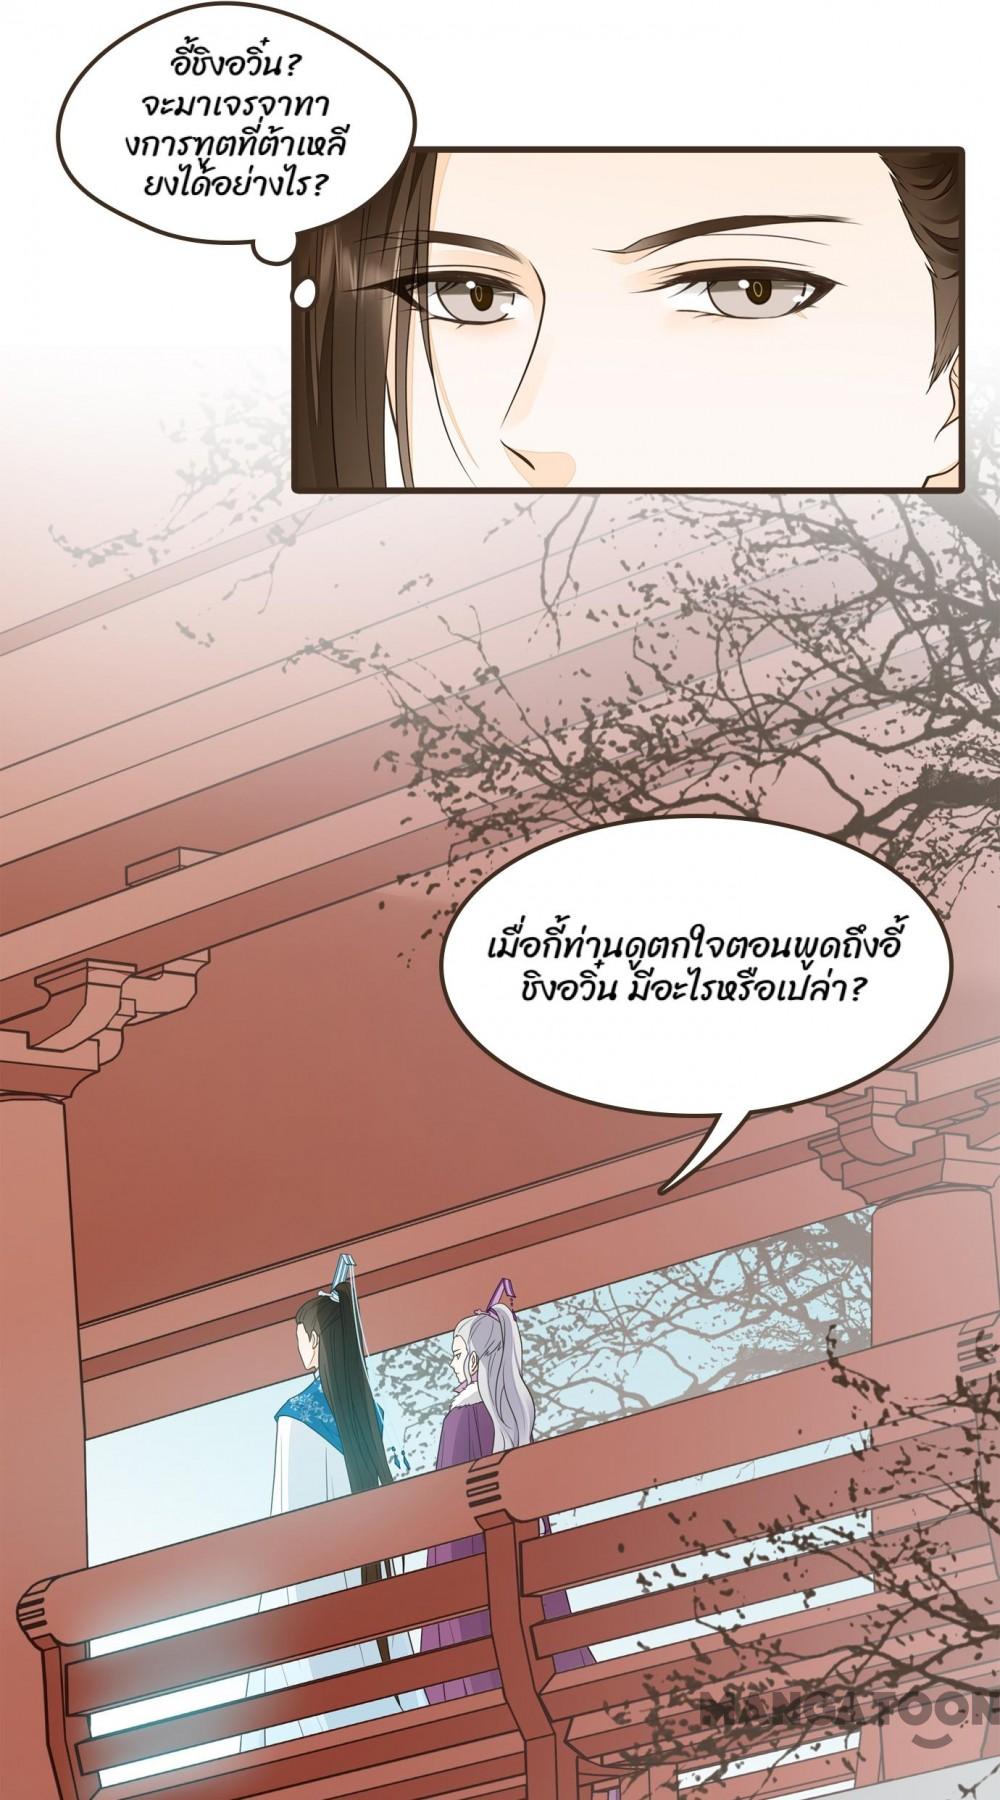 อี้ชิงอวิ๋น?
จะมาเจรจาทา
งการทูตที่ต้าเหลี
ยงได้อย่างไร?
เมื่อกี้ท่านดูตกใจตอนพูดถึงอี้
ชิงอวิ๋น มีอะไรหรือเปล่า?
MANGATOON